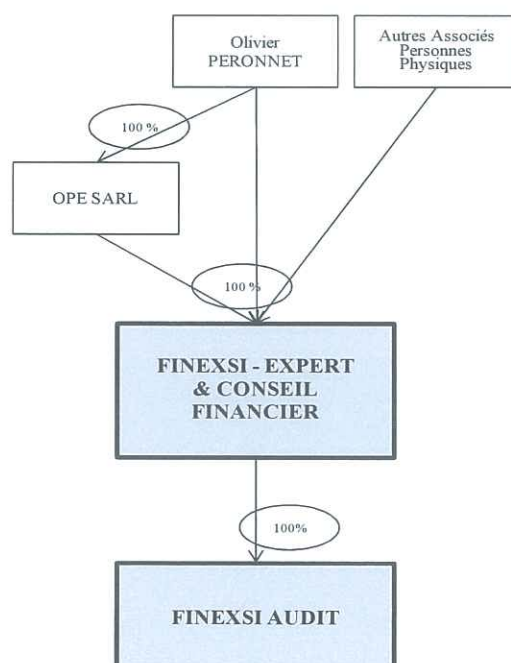 Olivier
PERONNET
Autres Associés
Personnes
Physiques
100 %
OPE SARL
100 %
FINEXSI - EXPERT
& CONSEIL
FINANCIER
100%
FINEXSI AUDIT